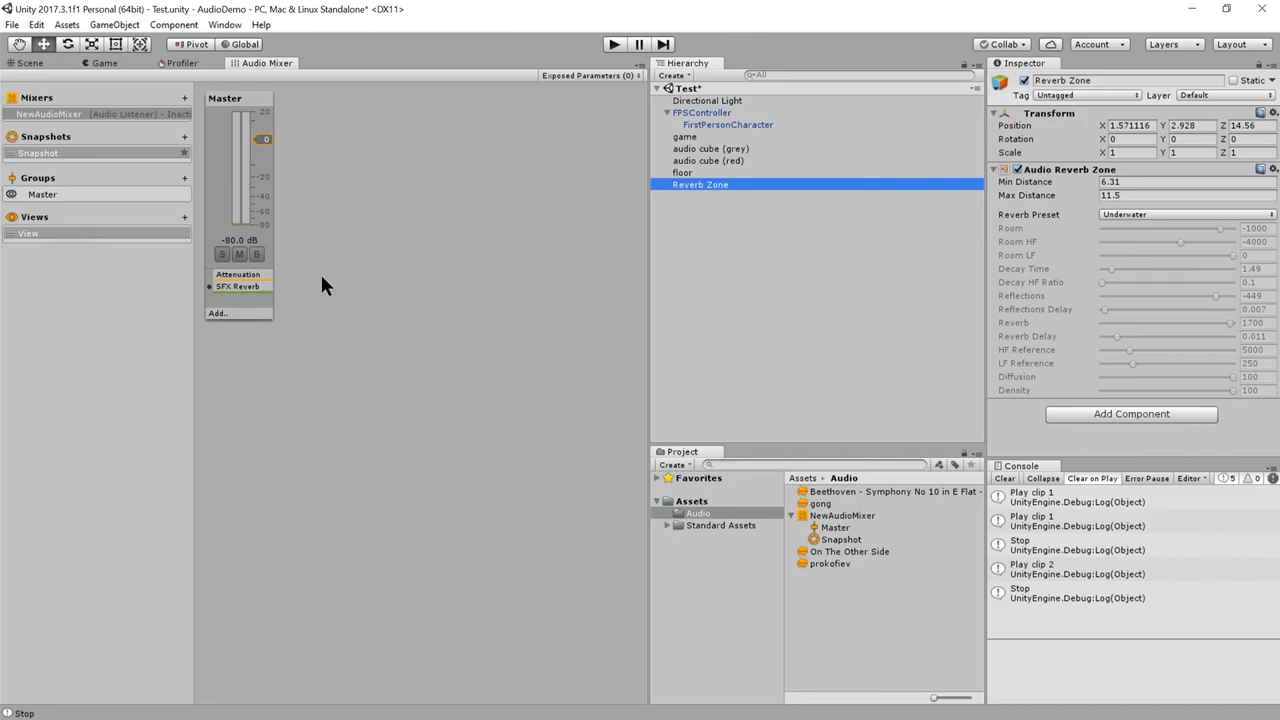 Unity 2017.3.1f1 Personal (64bit) - Test.unity - AudioDemo - PC, Mac & Linux Standalone* <DX11>
File Edit Assets GameObject Component Window Help
Pivot Global Collab Account Layers Layout
Scene Game Profiler Audio Mixer
Exposed Parameters (0)
Mixers +
NewAudioMixer (Audio Listener) - Inacti
Snapshots +
Snapshot
Groups +
Master
Views +
View
Master
20
0
-20
-40
-60
-80
-80.0 dB
S M B
Attenuation
SFX Reverb
Add..
Hierarchy
Create All
Test*
Directional Light
FPSController
FirstPersonCharacter
game
audio cube (grey)
audio cube (red)
floor
Reverb Zone
Project
Create
Favorites
Assets
Audio
Standard Assets
Assets Audio
Beethoven - Symphony No 10 in E Flat -
gong
NewAudioMixer
Master
Snapshot
On The Other Side
prokofiev
Inspector
Reverb Zone Static
Tag Untagged Layer Default
Transform
Position X 1.571116 Y 2.928 Z 14.56
Rotation X 0 Y 0 Z 0
Scale X 1 Y 1 Z 1
Audio Reverb Zone
Min Distance 6.31
Max Distance 11.5
Reverb Preset Underwater
Room -1000
Room HF -4000
Room LF 0
Decay Time 1.49
Decay HF Ratio 0.1
Reflections -449
Reflections Delay 0.007
Reverb 1700
Reverb Delay 0.011
HF Reference 5000
LF Reference 250
Diffusion 100
Density 100
Add Component
Console
Clear Collapse Clear on Play Error Pause Editor 5 0
Play clip 1
UnityEngine.Debug:Log(Object)
Play clip 1
UnityEngine.Debug:Log(Object)
Stop
UnityEngine.Debug:Log(Object)
Play clip 2
UnityEngine.Debug:Log(Object)
Stop
UnityEngine.Debug:Log(Object)
Stop